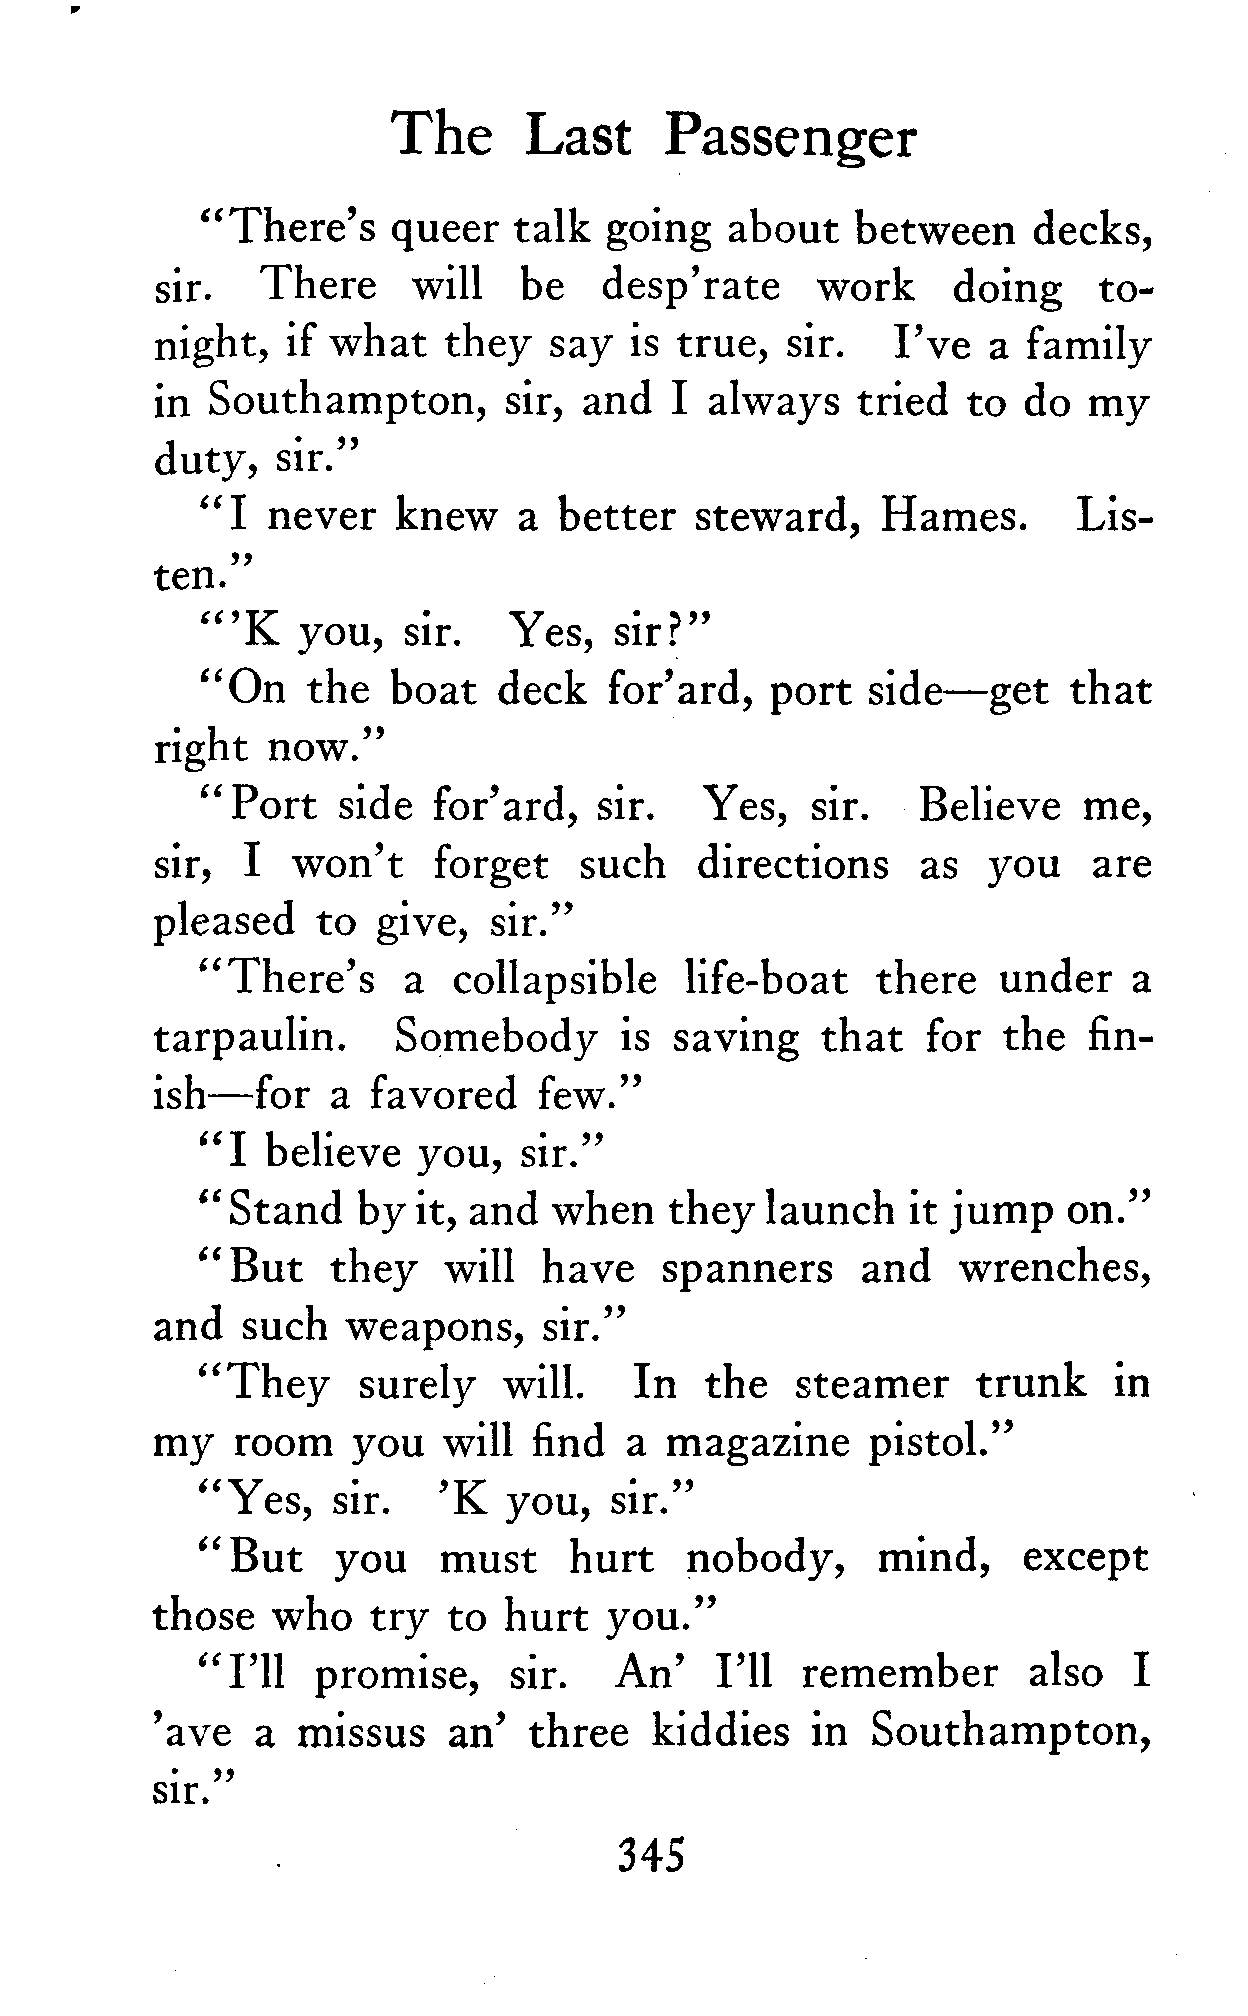 The Last Passenger
"There's queer talk going about between decks,
sir. There will be desp'rate work doing to-
night, if what they say is true, sir. I've a family
in Southampton, sir, and I always tried to do my
duty, sir."
"I never knew a better steward, Hames. Lis-
ten."
"'K you, sir. Yes, sir?"
"On the boat deck for'ard, port side—get that
right now."
"Port side for'ard, sir. Yes, sir. Believe me,
sir, I won't forget such directions as you are
pleased to give, sir."
"There's a collapsible life-boat there under a
tarpaulin. Somebody is saving that for the fin-
ish—for a favored few."
"I believe you, sir."
"Stand by it, and when they launch it jump on."
"But they will have spanners and wrenches,
and such weapons, sir."
"They surely will. In the steamer trunk in
my room you will find a magazine pistol."
"Yes, sir. 'K you, sir."
"But you must hurt nobody, mind, except
those who try to hurt you."
"I'll promise, sir. An' I'll remember also I
'ave a missus an' three kiddies in Southampton,
sir."
345